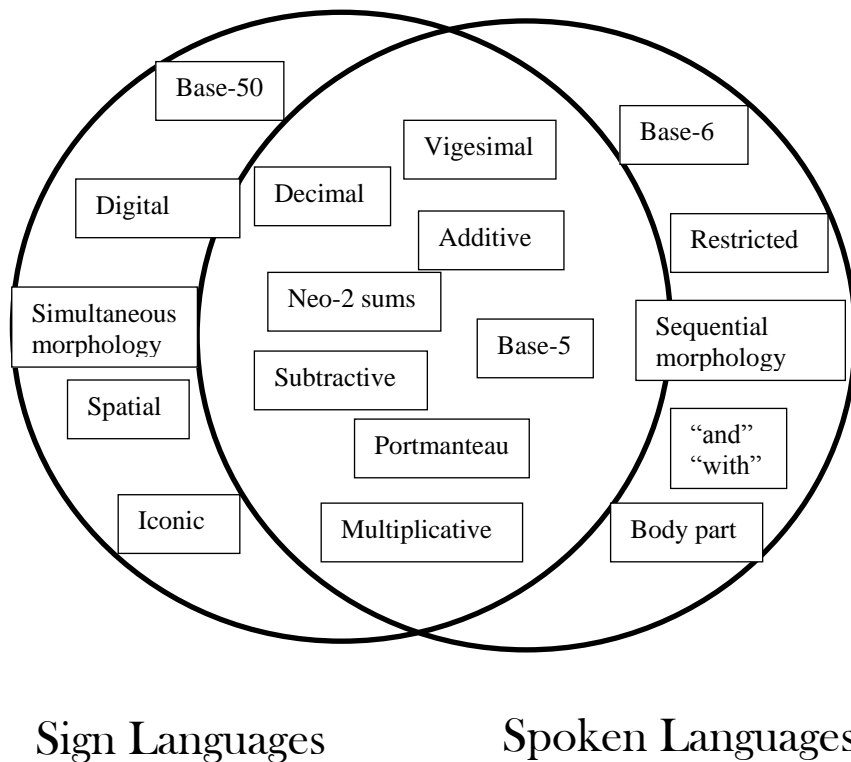 Base-50
Vigesimal
Base-6
Digital
Decimal
Additive
Restricted
Neo-2 sums
Simultaneous
morphology
Base-5
Sequential
morphology
Subtractive
Spatial
Portmanteau
“and”
“with”
Iconic
Multiplicative
Body part
Sign Languages
Spoken Languages